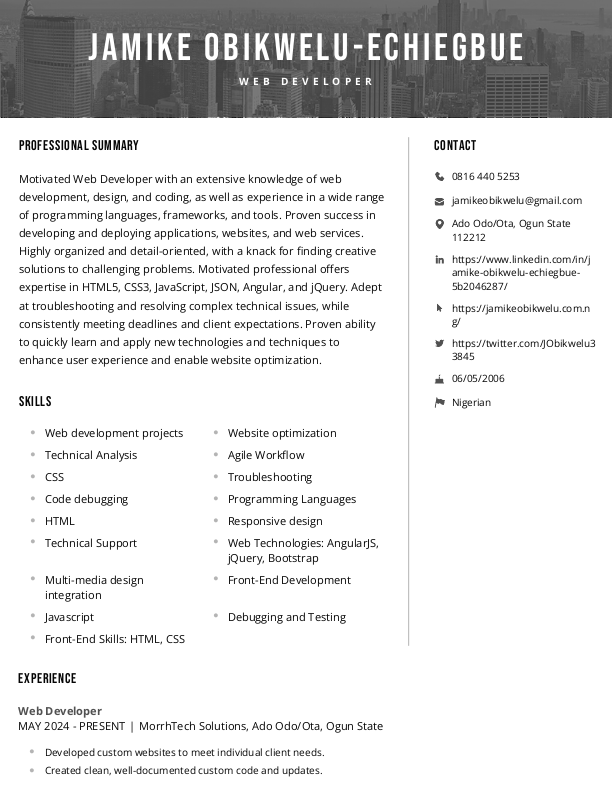 JAMIKE OBIKWELU-ECHIEGBUE
WEB DEVELOPER
PROFESSIONAL SUMMARY
Motivated Web Developer with an extensive knowledge of web
development, design, and coding, as well as experience in a wide range
of programming languages, frameworks, and tools. Proven success in
developing and deploying applications, websites, and web services.
Highly organized and detail-oriented, with a knack for finding creative
solutions to challenging problems. Motivated professional offers
expertise in HTML5, CSS3, JavaScript, JSON, Angular, and jQuery. Adept
at troubleshooting and resolving complex technical issues, while
consistently meeting deadlines and client expectations. Proven ability
to quickly learn and apply new technologies and techniques to
enhance user experience and enable website optimization.
SKILLS
Web development projects
Technical Analysis
CSS
Code debugging
HTML
Technical Support
Multi-media design
integration
Javascript
Front-End Skills: HTML, CSS
Website optimization
Agile Workflow
Troubleshooting
Programming Languages
Responsive design
Web Technologies: AngularJS,
jQuery, Bootstrap
Front-End Development
Debugging and Testing
CONTACT
0816 440 5253
jamikeobikwelu@gmail.com
Ado Odo/Ota, Ogun State
112212
https://www.linkedin.com/in/j
amike-obikwelu-echiegbue-
5b2046287/
https://jamikeobikwelu.com.n
g/
https://twitter.com/JObikwelu3
3845
06/05/2006
Nigerian
EXPERIENCE
Web Developer
MAY 2024 - PRESENT | MorrhTech Solutions, Ado Odo/Ota, Ogun State
Developed custom websites to meet individual client needs.
Created clean, well-documented custom code and updates.